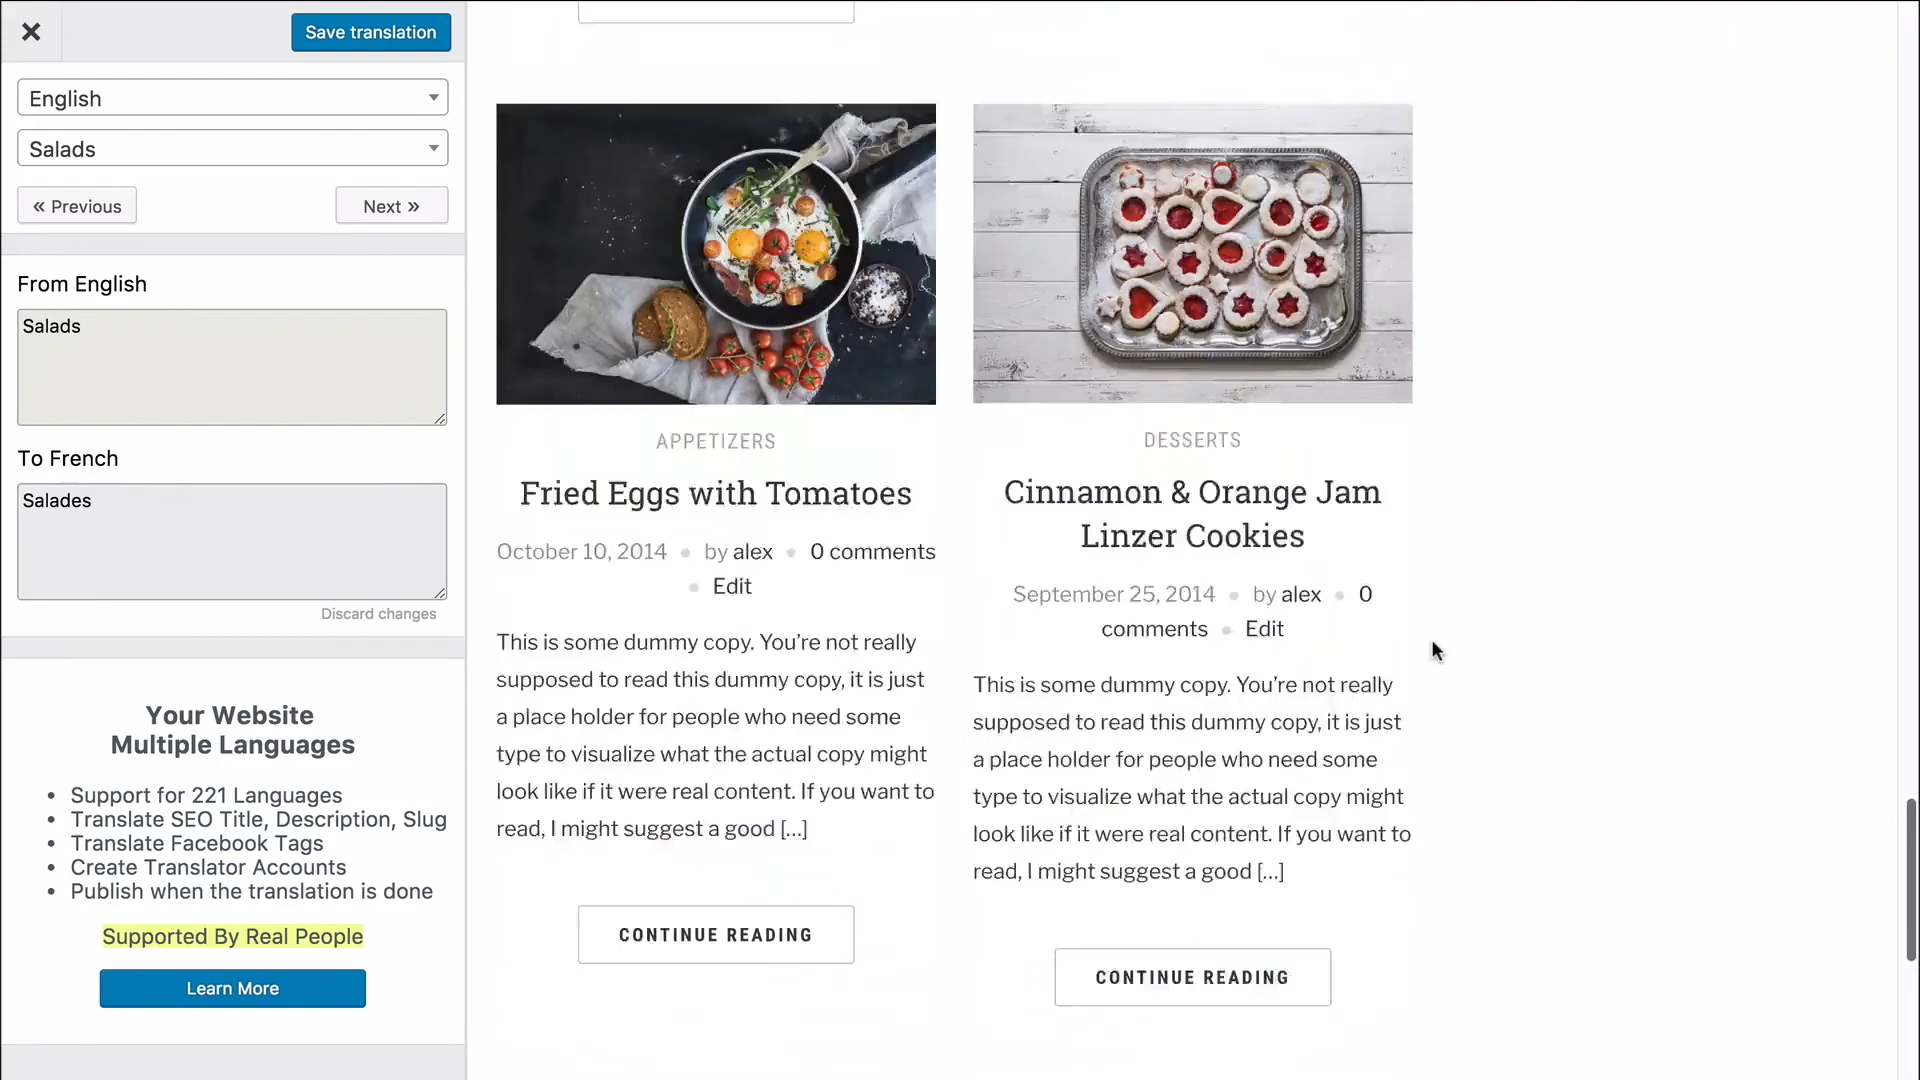 ✕
Save translation
English
Salads
« Previous
Next »
From English
Salads
To French
Salades
Discard changes
Your Website
Multiple Languages
• Support for 221 Languages
• Translate SEO Title, Description, Slug
• Translate Facebook Tags
• Create Translator Accounts
• Publish when the translation is done
Supported By Real People
Learn More
APPETIZERS
Fried Eggs with Tomatoes
October 10, 2014 • by alex • 0 comments
• Edit
This is some dummy copy. You’re not really
supposed to read this dummy copy, it is just
a place holder for people who need some
type to visualize what the actual copy might
look like if it were real content. If you want to
read, I might suggest a good [...]
CONTINUE READING
DESSERTS
Cinnamon & Orange Jam
Linzer Cookies
September 25, 2014 • by alex • 0
comments • Edit
This is some dummy copy. You’re not really
supposed to read this dummy copy, it is just
a place holder for people who need some
type to visualize what the actual copy might
look like if it were real content. If you want to
read, I might suggest a good [...]
CONTINUE READING